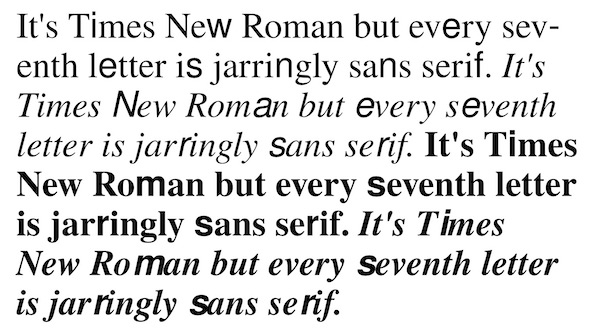 It's Times New Roman but every sev-
enth letter is jarringly sans serif. It's
Times New Roman but every seventh
letter is jarringly sans serif. It's Times
New Roman but every seventh letter
is jarringly sans serif. It's Times
New Roman but every seventh letter
is jarringly sans serif.